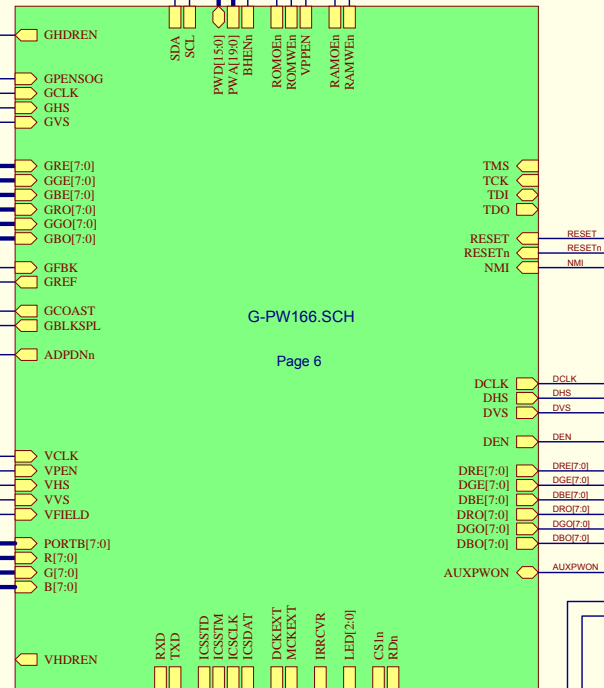 GHDREN
SDA
SCL
PWD[15:0]
PWA[19:0]
BHENn
ROMOEn
ROMWEn
VPPEN
RAMOEn
RAMWEn
GPENSOG
GCLK
GHS
GVS
GRE[7:0]
GGE[7:0]
GBE[7:0]
GRO[7:0]
GGO[7:0]
GBO[7:0]
TMS
TCK
TDI
TDO
RESET RESET
RESETn RESETn
NMI NMI
GFBK
GREF
GCOAST
GBLKSPL
ADPDNn
G-PW166.SCH
Page 6
DCLK DCLK
DHS DHS
DVS DVS
DEN DEN
VCLK
VPEN
VHS
VVS
VFIELD
DRE[7:0] DRE[7:0]
DGE[7:0] DGE[7:0]
DBE[7:0] DBE[7:0]
DRO[7:0] DRO[7:0]
DGO[7:0] DGO[7:0]
DBO[7:0] DBO[7:0]
PORTB[7:0]
R[7:0]
G[7:0]
B[7:0]
AUXPWON AUXPWON
VHDREN
RXD
TXD
ICSSTD
ICSSTM
ICSCLK
ICSDAT
DCKEXT
MCKEXT
IRRCVR
LED[2:0]
CS1n
RDn